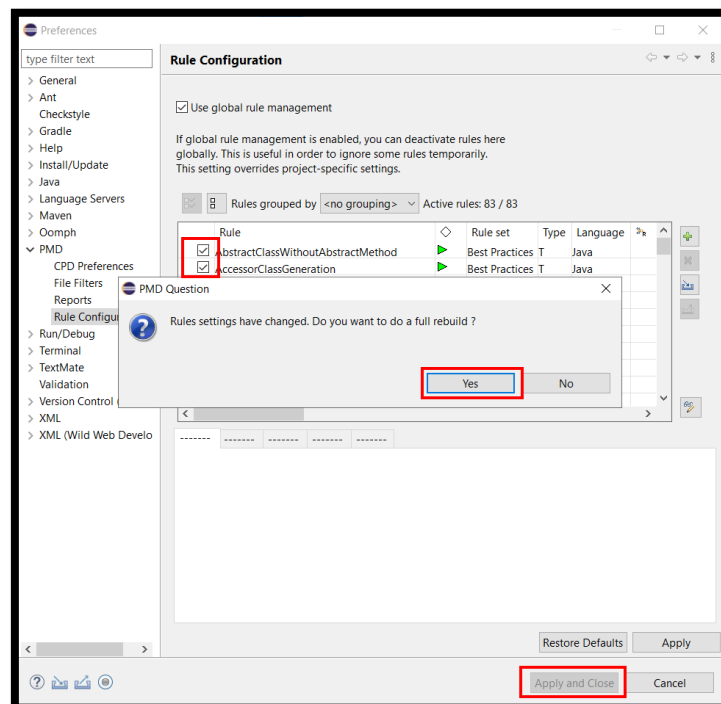 Preferences
type filter text
Rule Configuration
General
Ant
Checkstyle
Gradle
Help
Install/Update
Java
Language Servers
Maven
Oomph
PMD
CPD Preferences
File Filters
Reports
Rule Configur
Run/Debug
Terminal
TextMate
Validation
Version Control (
XML
XML (Wild Web Develo
Use global rule management
If global rule management is enabled, you can deactivate rules here
globally. This is useful in order to ignore some rules temporarily.
This setting overrides project-specific settings.
Rules grouped by <no grouping> Active rules: 83 / 83
Rule Rule set Type Language
AbstractClassWithoutAbstractMethod Best Practices T Java
AccessorClassGeneration Best Practices T Java
PMD Question
Rules settings have changed. Do you want to do a full rebuild ?
Yes No
------- ------- ------- ------- -------
Restore Defaults Apply
Apply and Close Cancel